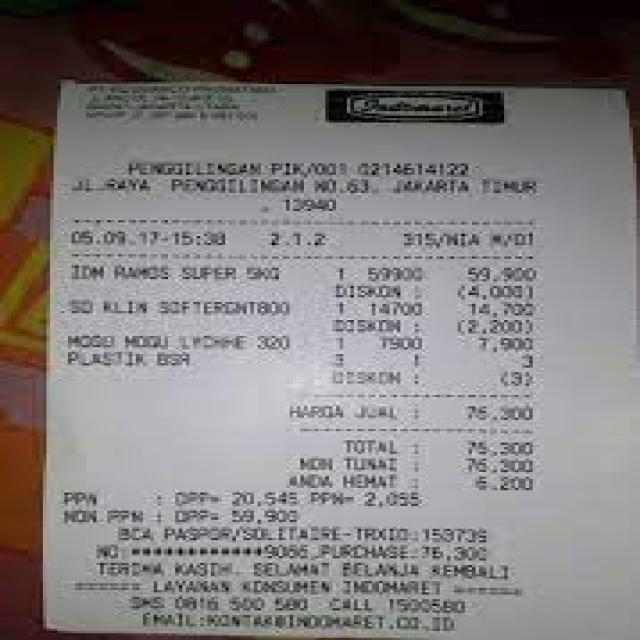 Indomaret
PENGGILINGAN PIK/001 0214614122
JL.RAYA PENGGILINGAN NO.63, JAKARTA TIMUR
, 13940
05.09.17-15:38 2.1.2 315/NIA M/01
IDM RAMOS SUPER 5KG 1 59900 59,900
DISKON : (4,000)
SO KLIN SOFTERGNT800 1 14700 14,700
DISKON : (2,200)
MOGU MOGU LYCHHE 320 1 7900 7,900
PLASTIK BSR 3 1 3
DISKON : (3)
HARGA JUAL : 76,300
TOTAL : 76,300
NON TUNAI : 76,300
ANDA HEMAT : 6,200
PPN : DPP= 20,545 PPN= 2,055
NON PPN : DPP= 59,903
BCA PASPOR/SOLITAIRE-TRXID:153739
NO:*************9066,PURCHASE:76,300
TERIMA KASIH. SELAMAT BELANJA KEMBALI
====== LAYANAN KONSUMEN INDOMARET ======
SMS 0816 500 580 CALL 1500580
EMAIL:KONTAK@INDOMARET.CO.ID